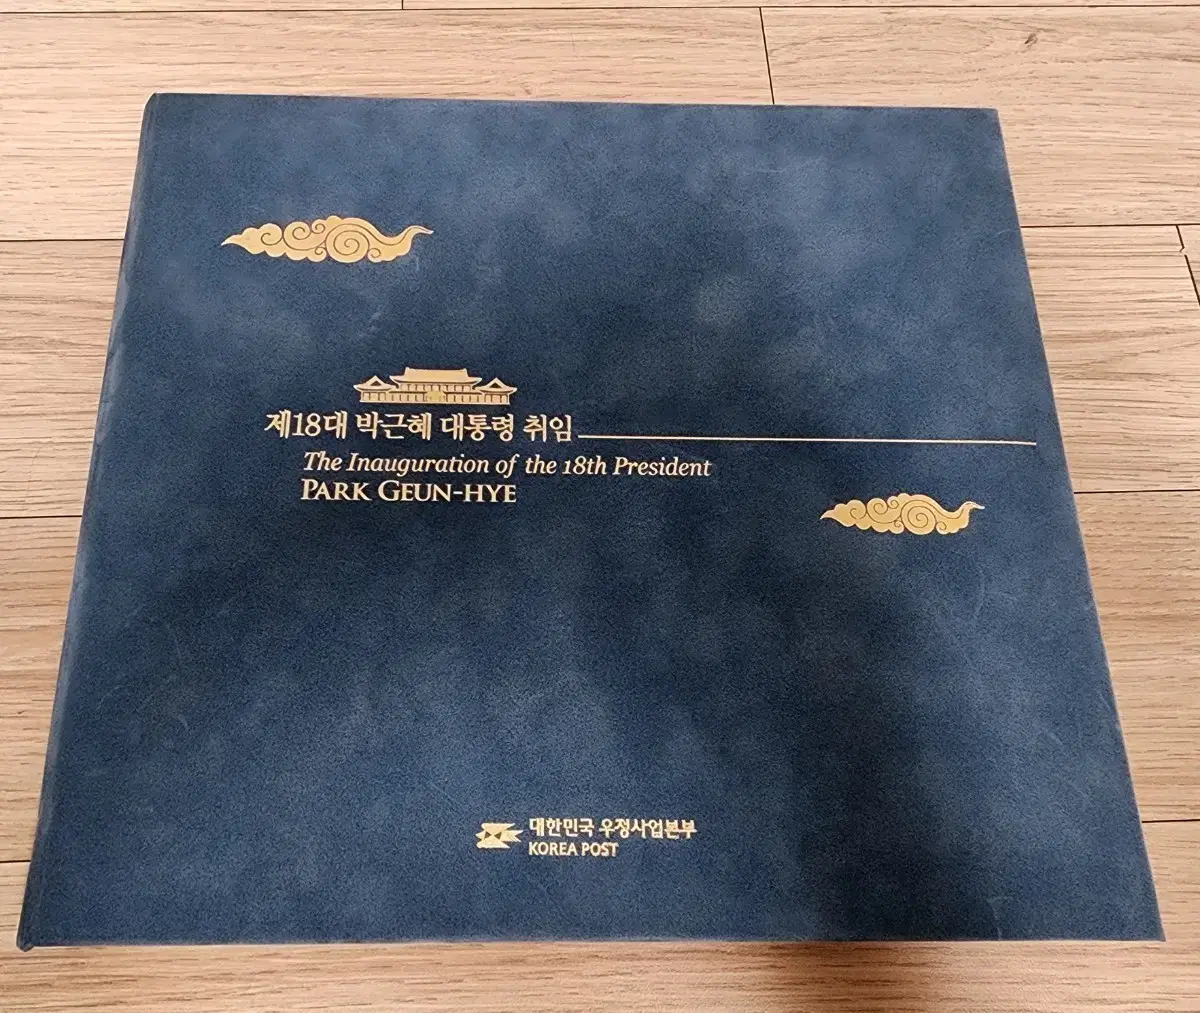 제18대 박근혜 대통령 취임
The Inauguration of the 18th President
PARK GEUN-HYE
대한민국 우정사업본부
KOREA POST